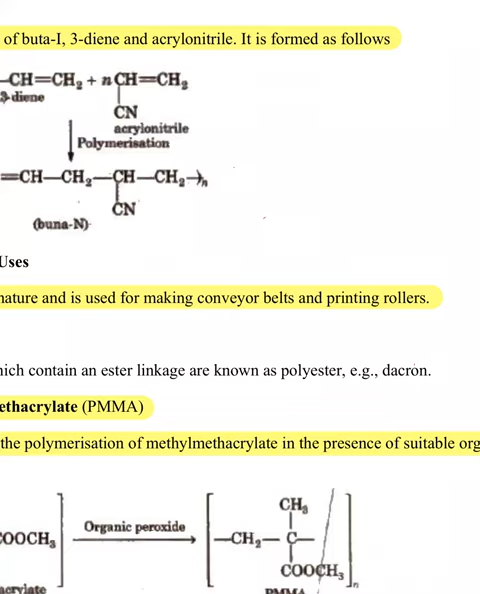 of buta-I, 3-diene and acrylonitrile. It is formed as follows
–CH=CH₂ + n CH=CH₂
3-diene
CN
acrylonitrile
Polymerisation
=CH—CH₂—CH—CH₂→ₙ
CN
(buna-N)
Uses
nature and is used for making conveyor belts and printing rollers.
hich contain an ester linkage are known as polyester, e.g., dacron.
ethacrylate (PMMA)
the polymerisation of methylmethacrylate in the presence of suitable org
CH₃
COOCH₃ Organic peroxide —CH₂—C—
COOCH₃ n
acrylate PMMA